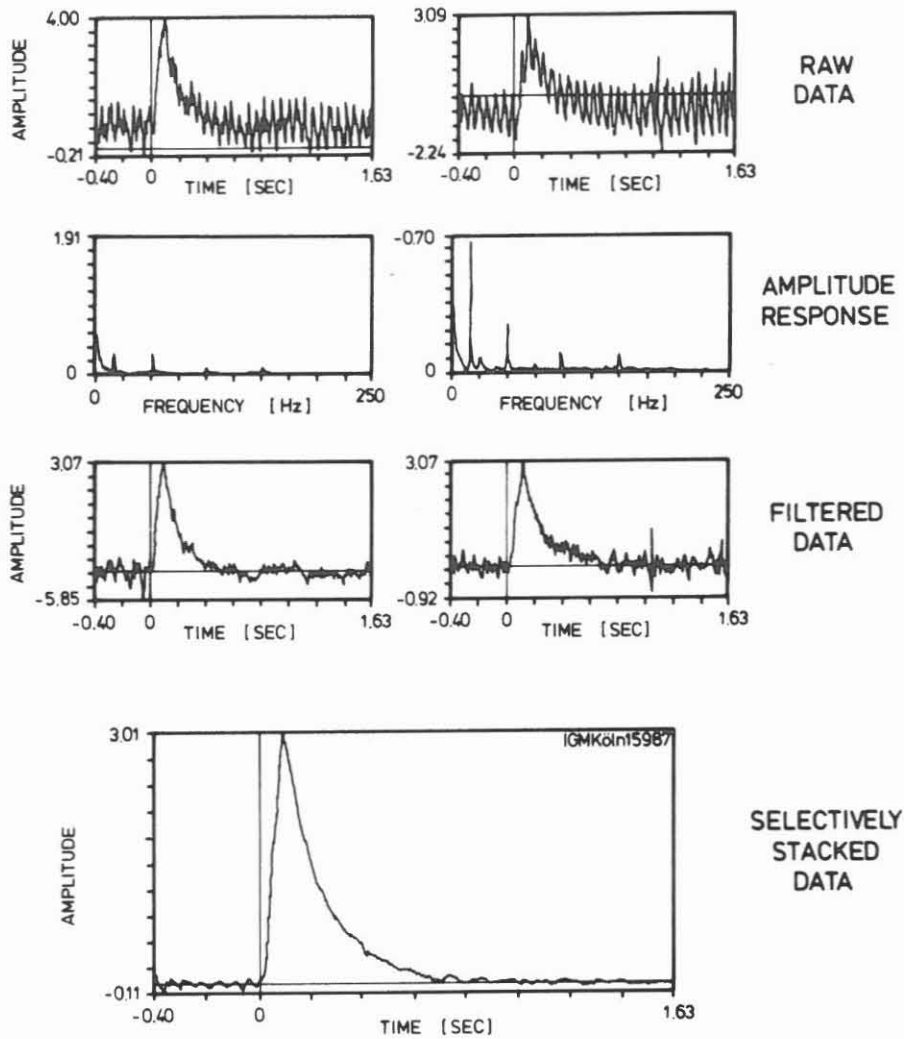 4.00
AMPLITUDE
-0.21
-0.40 0 1.63
TIME [SEC]
3.09
-2.24
-0.40 0 1.63
TIME [SEC]
RAW
DATA
1.91
0
0 250
FREQUENCY [Hz]
-0.70
0
0 250
FREQUENCY [Hz]
AMPLITUDE
RESPONSE
3.07
AMPLITUDE
-5.85
-0.40 0 1.63
TIME [SEC]
3.07
-0.92
-0.40 0 1.63
TIME [SEC]
FILTERED
DATA
3.01
IGMKöln15987
AMPLITUDE
-0.11
-0.40 0 1.63
TIME [SEC]
SELECTIVELY
STACKED
DATA